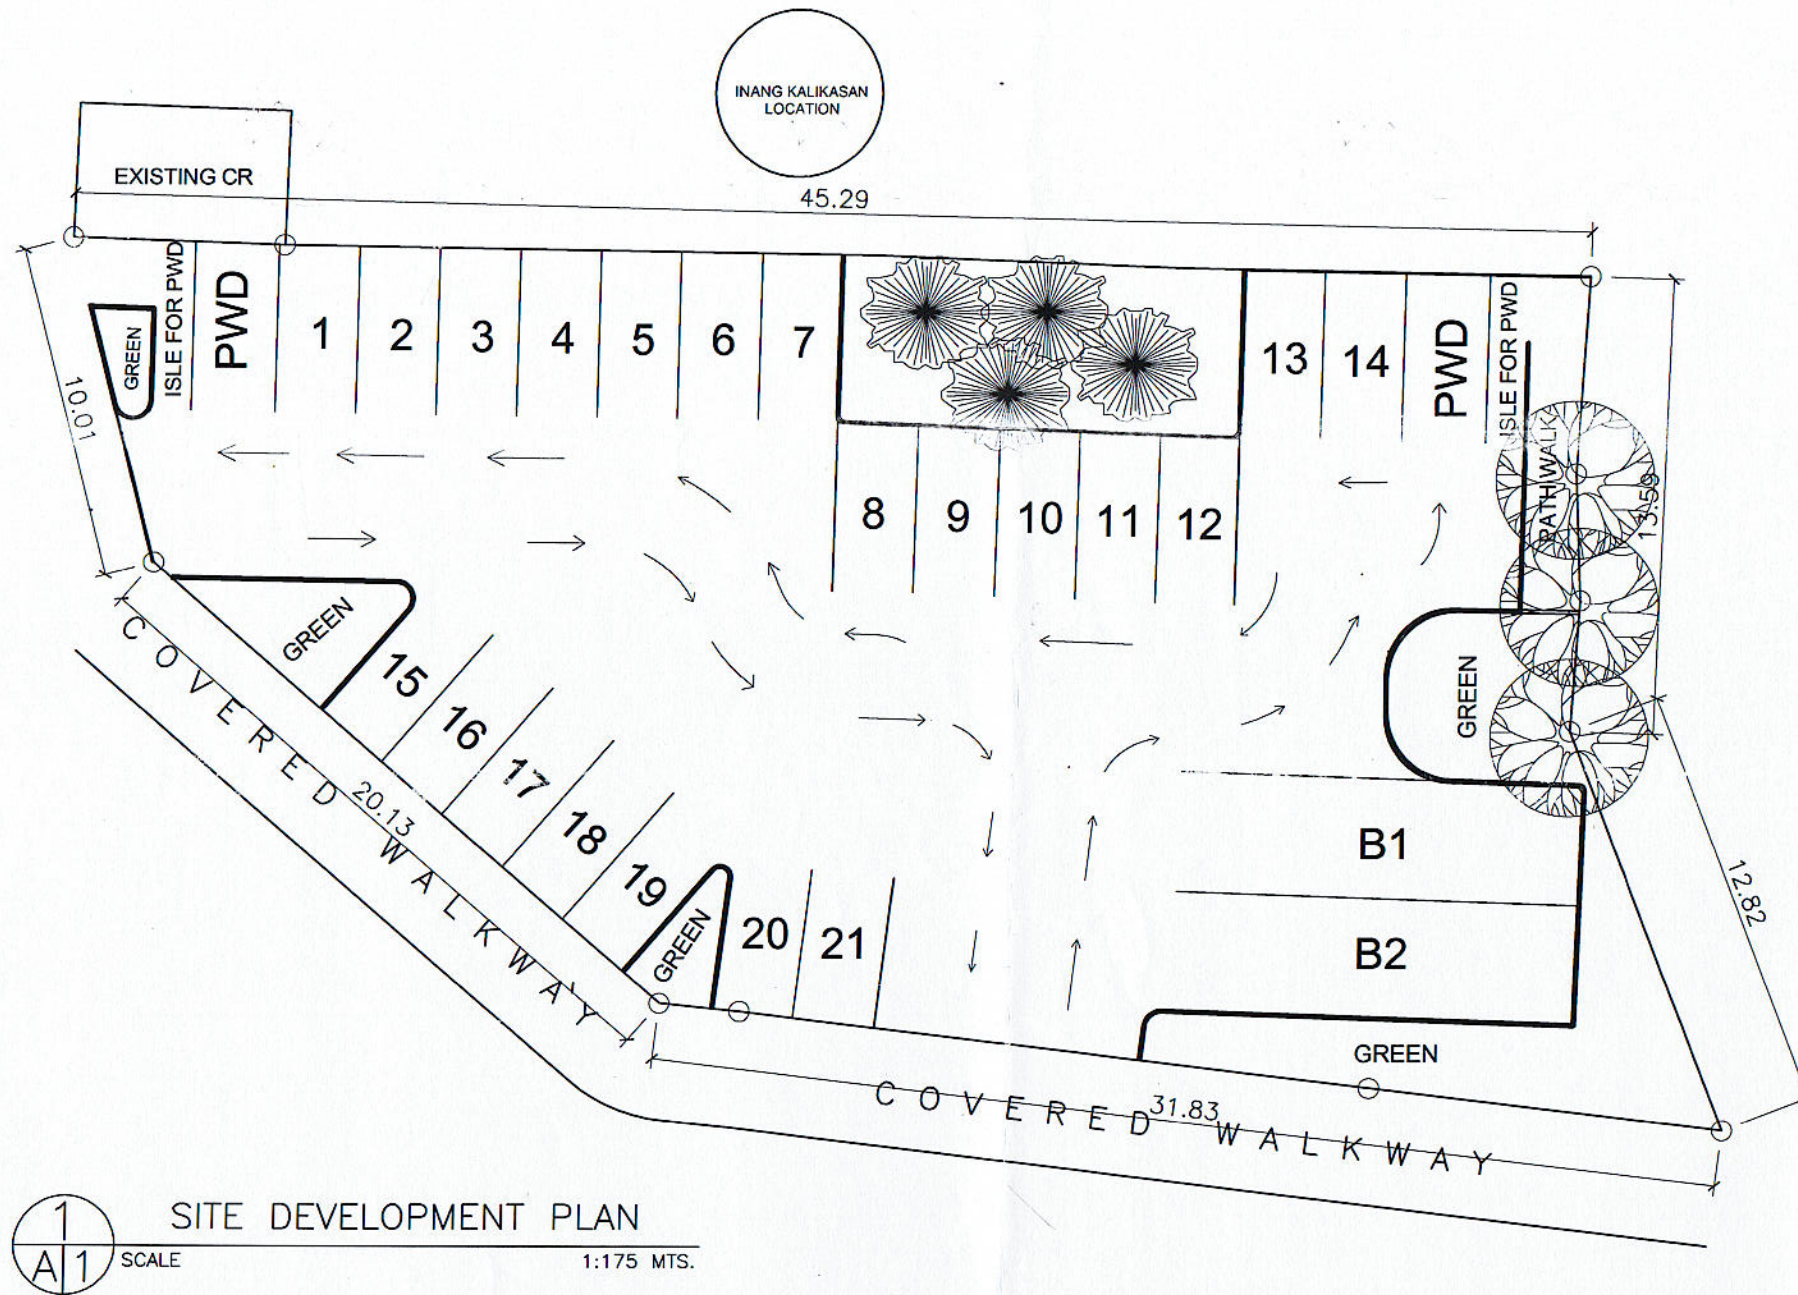 INANG KALIKASAN
LOCATION
EXISTING CR
45.29
GREEN
ISLE FOR PWD
PWD
1
2
3
4
5
6
7
13
14
PWD
ISLE FOR PWD
10.01
PATH WALK
13.59
8
9
10
11
12
GREEN
15
16
17
18
19
GREEN
20
21
GREEN
B1
B2
GREEN
12.82
COVERED WALKWAY
20.13
COVERED WALKWAY
31.83
1
A 1
SITE DEVELOPMENT PLAN
SCALE
1:175 MTS.